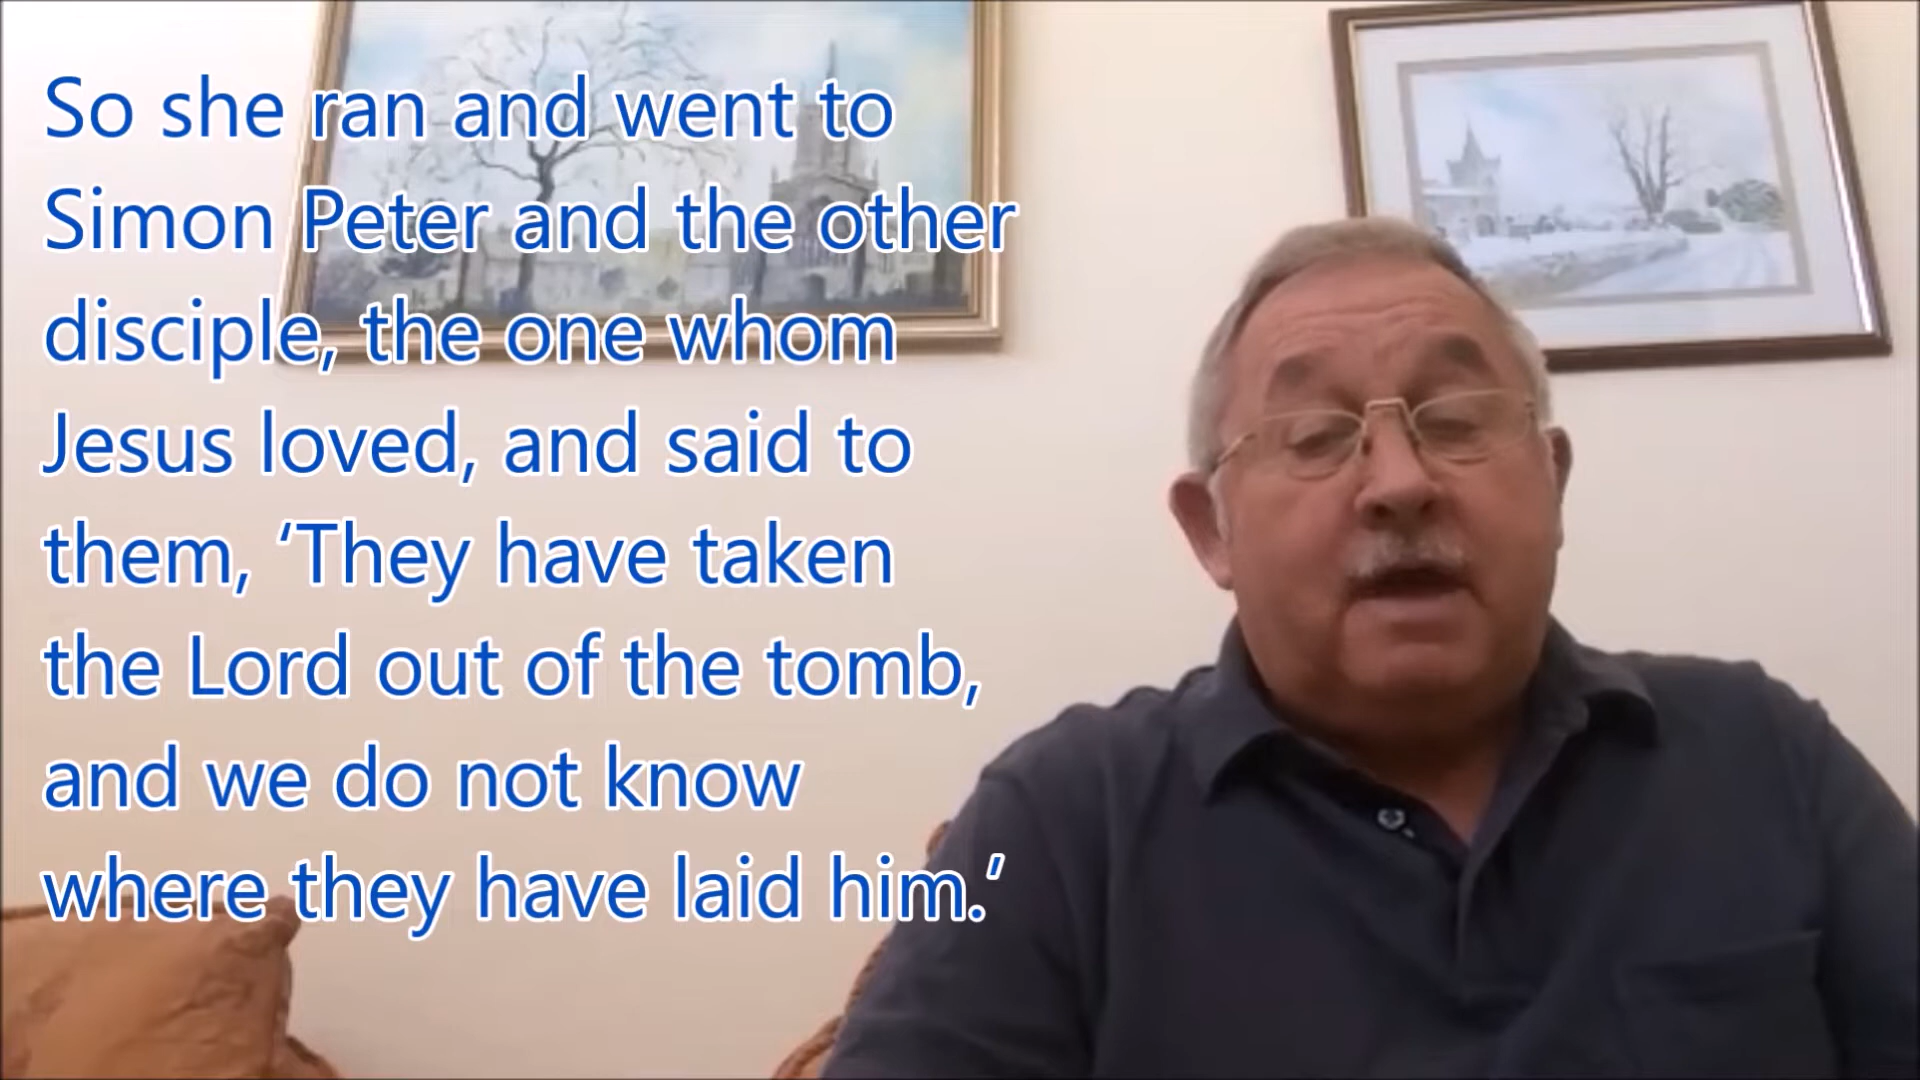 So she ran and went to
Simon Peter and the other
disciple, the one whom
Jesus loved, and said to
them, ‘They have taken
the Lord out of the tomb,
and we do not know
where they have laid him.’